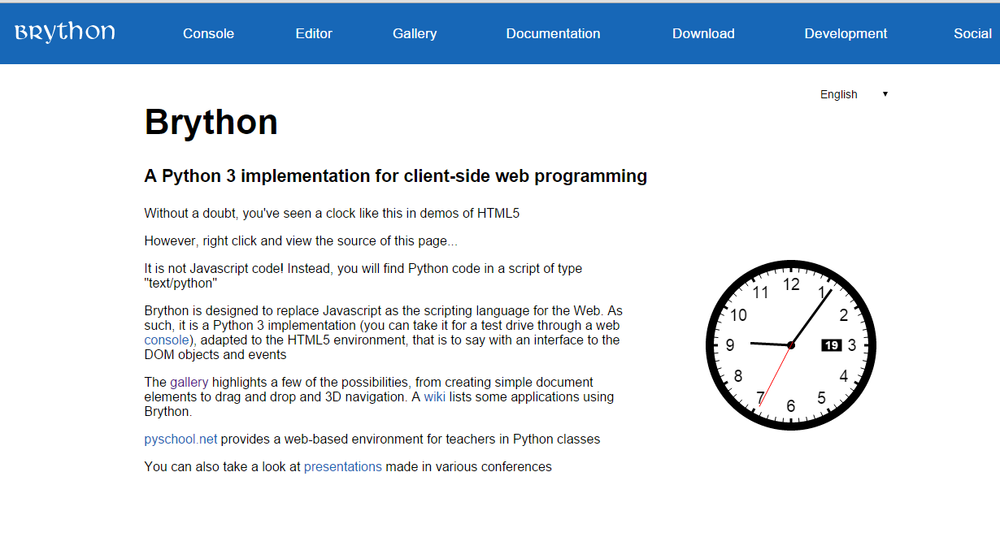 Brython
Console Editor Gallery Documentation Download Development Social
English
Brython
A Python 3 implementation for client-side web programming
Without a doubt, you've seen a clock like this in demos of HTML5
However, right click and view the source of this page...
It is not Javascript code! Instead, you will find Python code in a script of type
"text/python"
Brython is designed to replace Javascript as the scripting language for the Web. As
such, it is a Python 3 implementation (you can take it for a test drive through a web
console), adapted to the HTML5 environment, that is to say with an interface to the
DOM objects and events
The gallery highlights a few of the possibilities, from creating simple document
elements to drag and drop and 3D navigation. A wiki lists some applications using
Brython.
pyschool.net provides a web-based environment for teachers in Python classes
You can also take a look at presentations made in various conferences
12
11 1
10 2
9 19 3
8 4
7 5
6